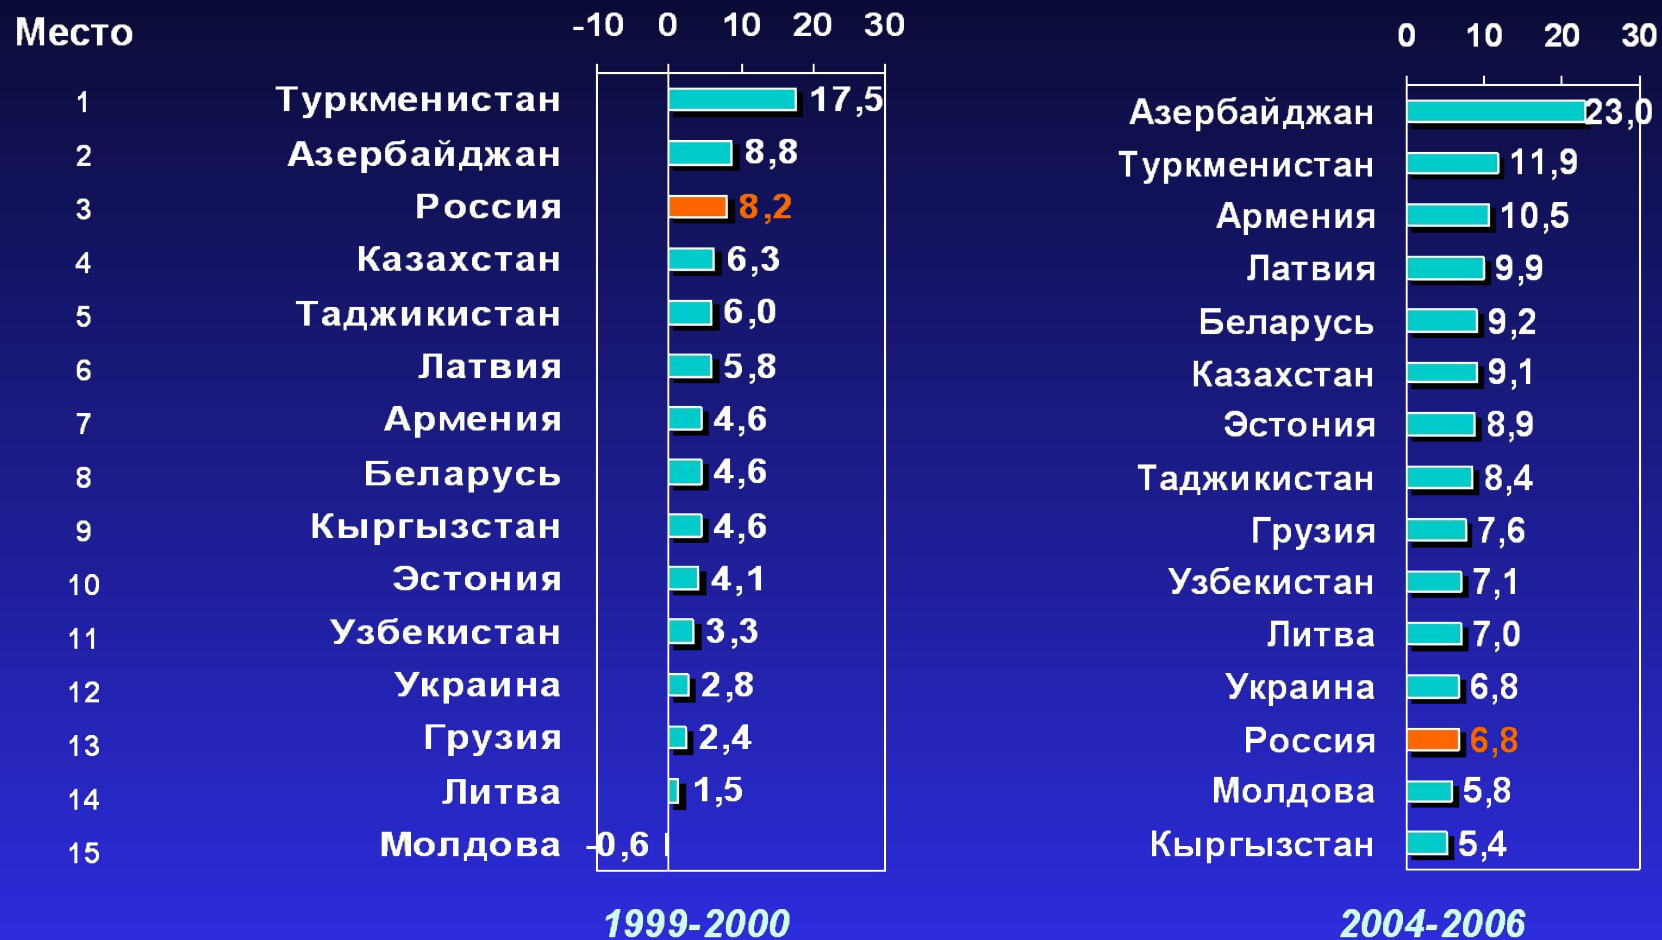 Место
-10 0 10 20 30
1 Туркменистан 17,5
2 Азербайджан 8,8
3 Россия 8,2
4 Казахстан 6,3
5 Таджикистан 6,0
6 Латвия 5,8
7 Армения 4,6
8 Беларусь 4,6
9 Кыргызстан 4,6
10 Эстония 4,1
11 Узбекистан 3,3
12 Украина 2,8
13 Грузия 2,4
14 Литва 1,5
15 Молдова -0,6
1999-2000
0 10 20 30
Азербайджан 23,0
Туркменистан 11,9
Армения 10,5
Латвия 9,9
Беларусь 9,2
Казахстан 9,1
Эстония 8,9
Таджикистан 8,4
Грузия 7,6
Узбекистан 7,1
Литва 7,0
Украина 6,8
Россия 6,8
Молдова 5,8
Кыргызстан 5,4
2004-2006